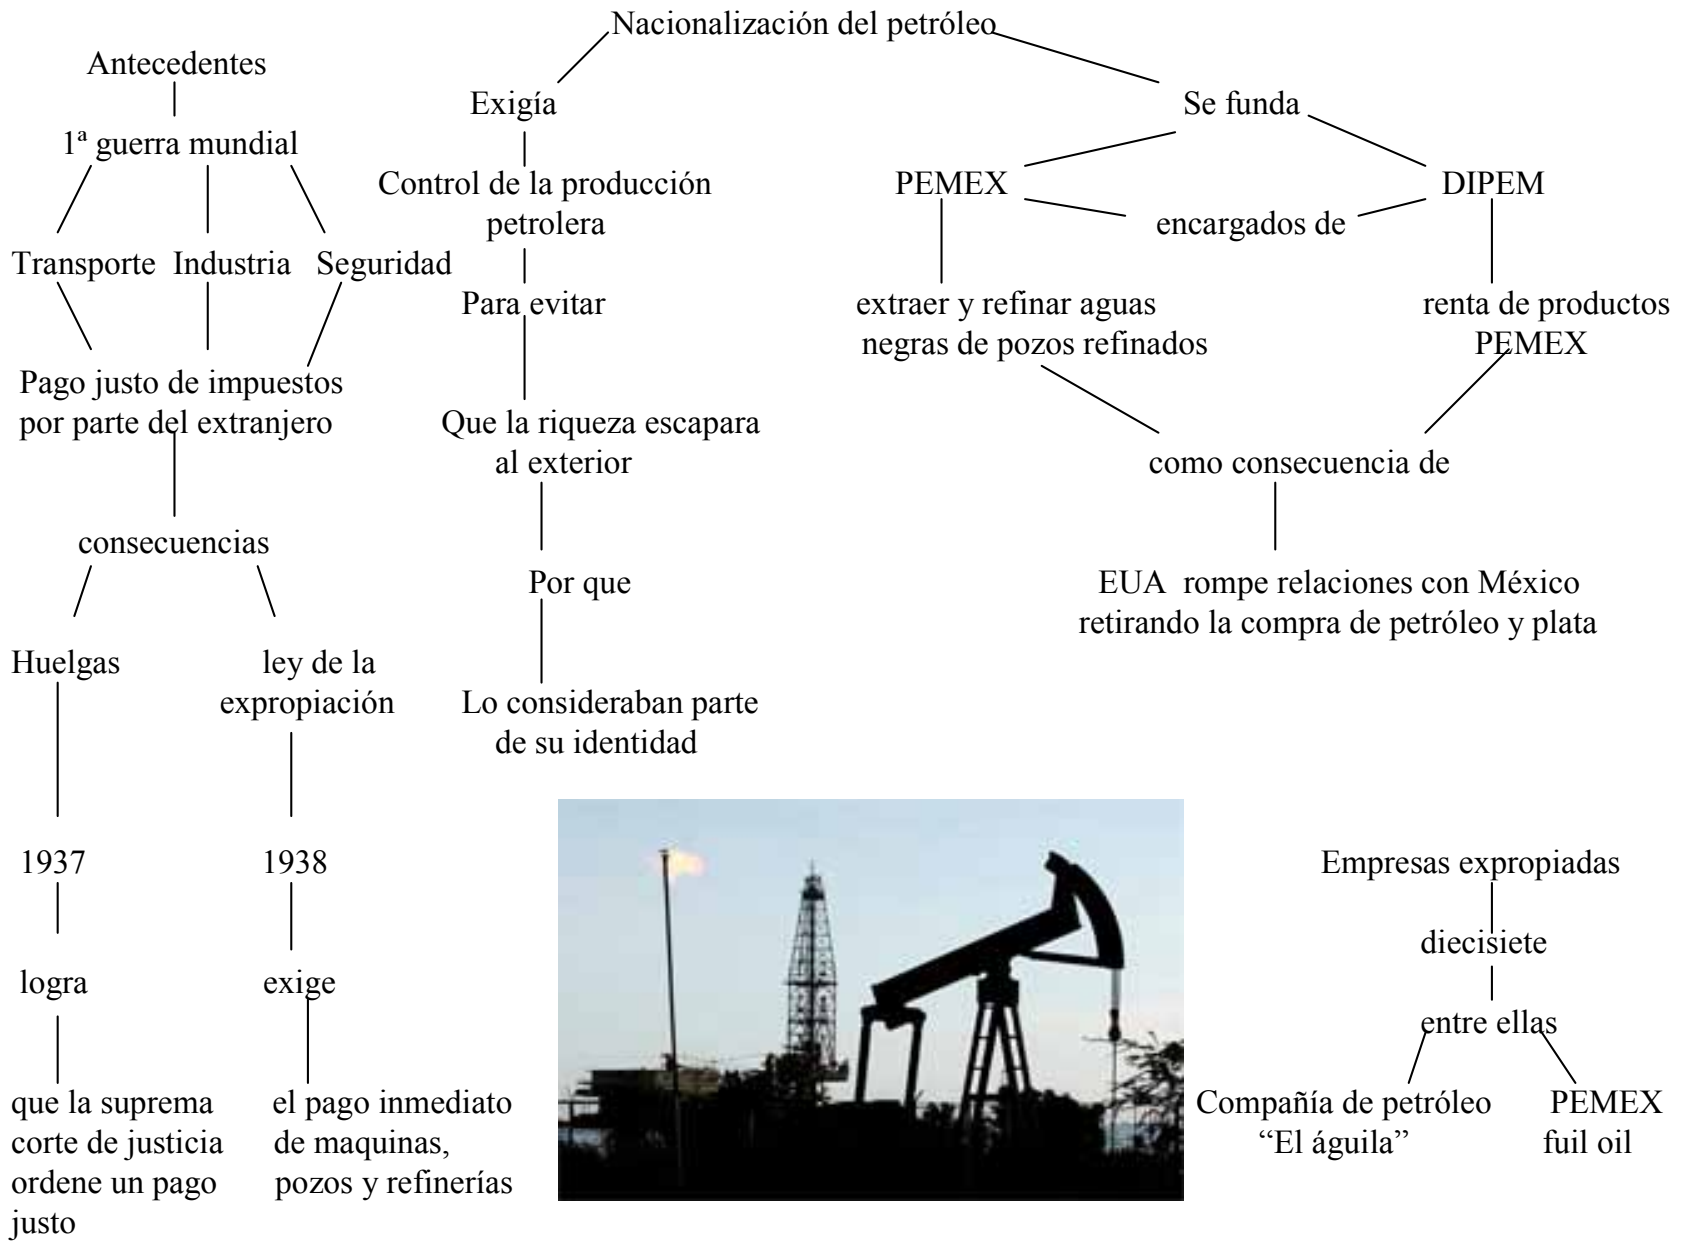 Nacionalización del petróleo
Antecedentes
1ª guerra mundial
Transporte Industria Seguridad
Pago justo de impuestos
por parte del extranjero
consecuencias
Huelgas
1937
logra
que la suprema
corte de justicia
ordene un pago
justo
ley de la
expropiación
1938
exige
el pago inmediato
de maquinas,
pozos y refinerías
Exigía
Control de la producción
petrolera
Para evitar
Que la riqueza escapara
al exterior
Por que
Lo consideraban parte
de su identidad
Se funda
PEMEX
DIPEM
encargados de
extraer y refinar aguas
negras de pozos refinados
renta de productos
PEMEX
como consecuencia de
EUA rompe relaciones con México
retirando la compra de petróleo y plata
Empresas expropiadas
diecisiete
entre ellas
Compañía de petróleo
“El águila”
PEMEX
fuil oil